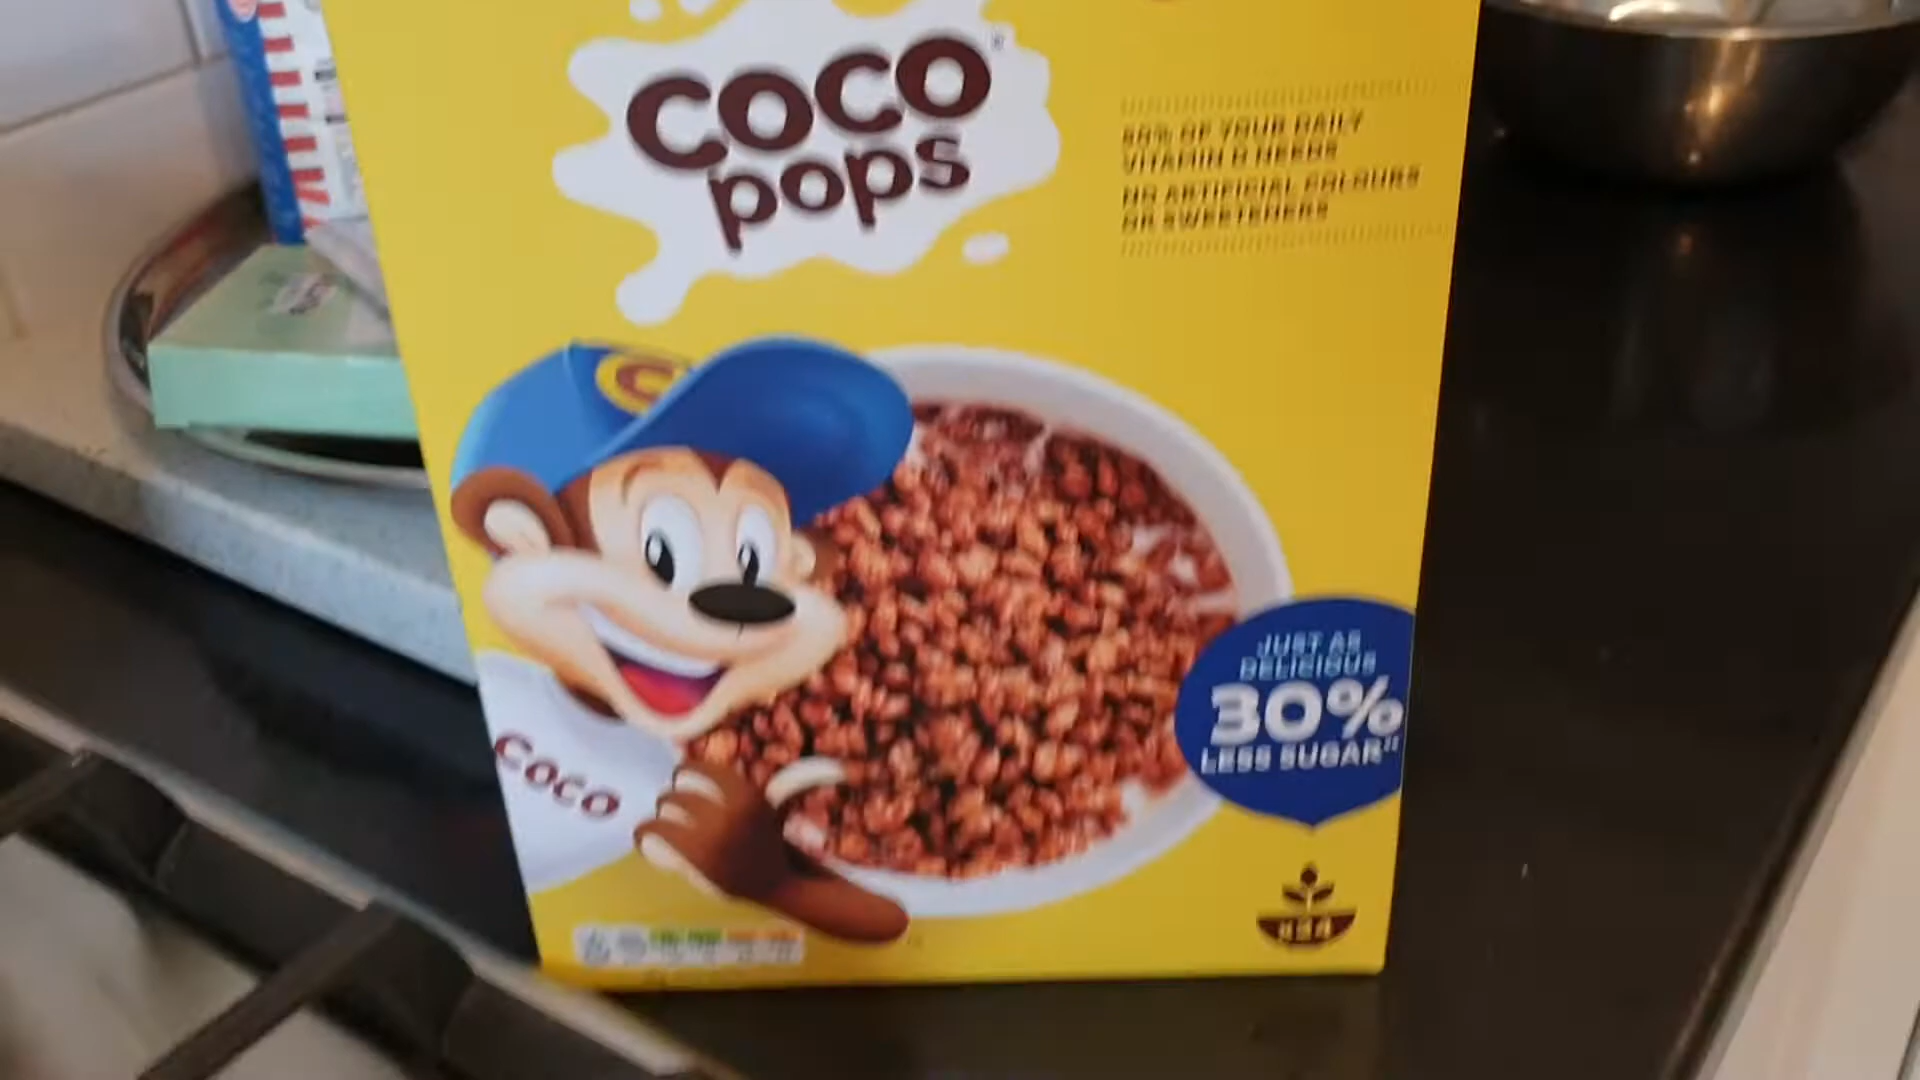 COCO
pops
50% OF YOUR DAILY
VITAMIN D NEEDS
NO ARTIFICIAL COLOURS
OR SWEETENERS
C
JUST AS
DELICIOUS
30%
LESS SUGAR
COCO